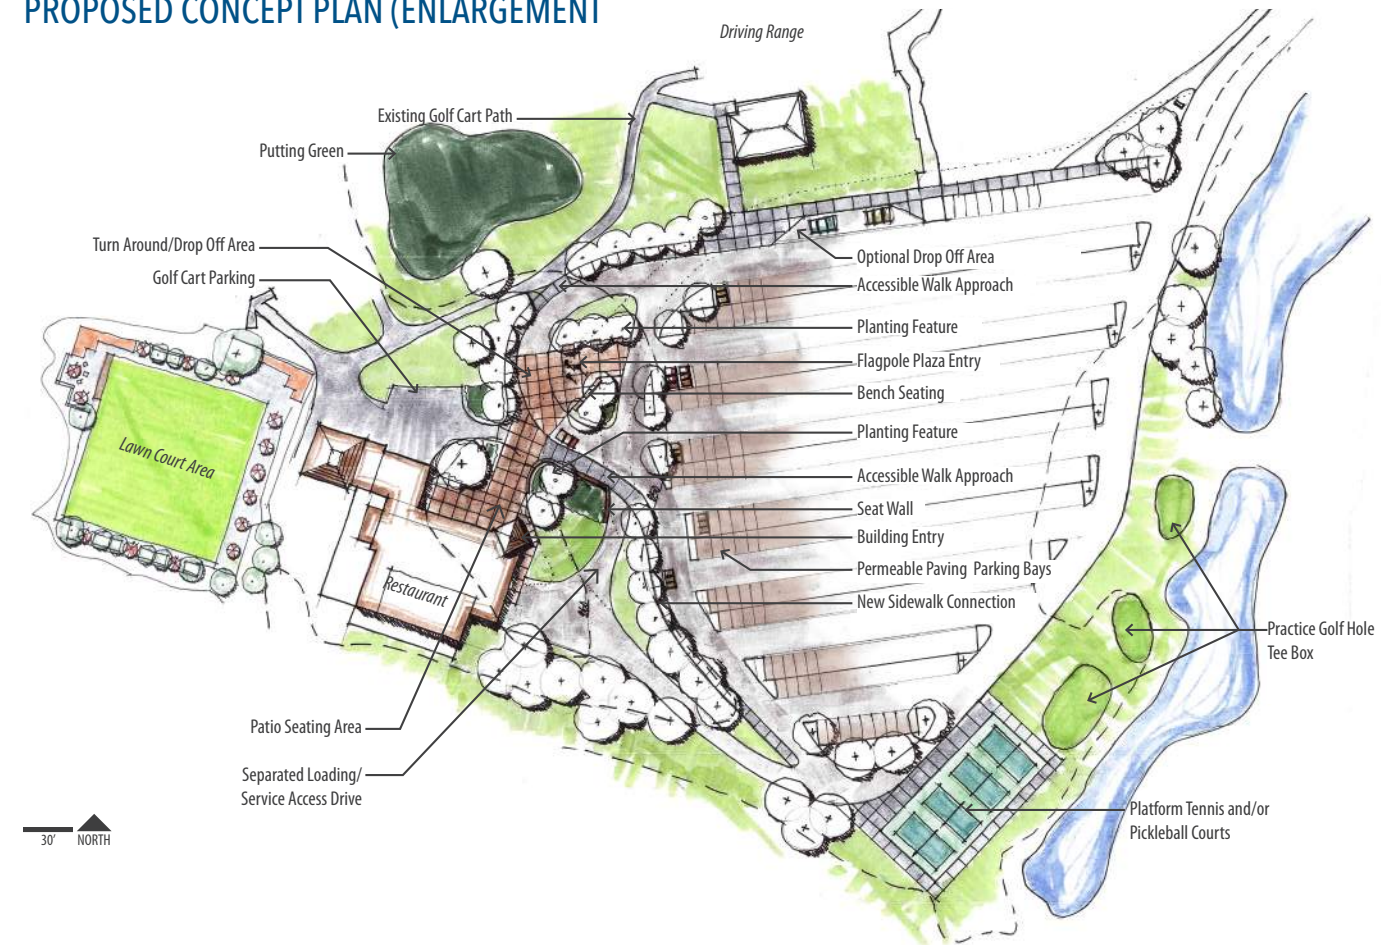 PROPOSED CONCEPT PLAN (ENLARGEMENT
Driving Range
Existing Golf Cart Path
Putting Green
Turn Around/Drop Off Area
Golf Cart Parking
Optional Drop Off Area
Accessible Walk Approach
Planting Feature
Flagpole Plaza Entry
Bench Seating
Planting Feature
Accessible Walk Approach
Seat Wall
Building Entry
Permeable Paving Parking Bays
New Sidewalk Connection
Lawn Court Area
Restaurant
Practice Golf Hole
Tee Box
Patio Seating Area
Separated Loading/
Service Access Drive
Platform Tennis and/or
Pickleball Courts
30'
NORTH